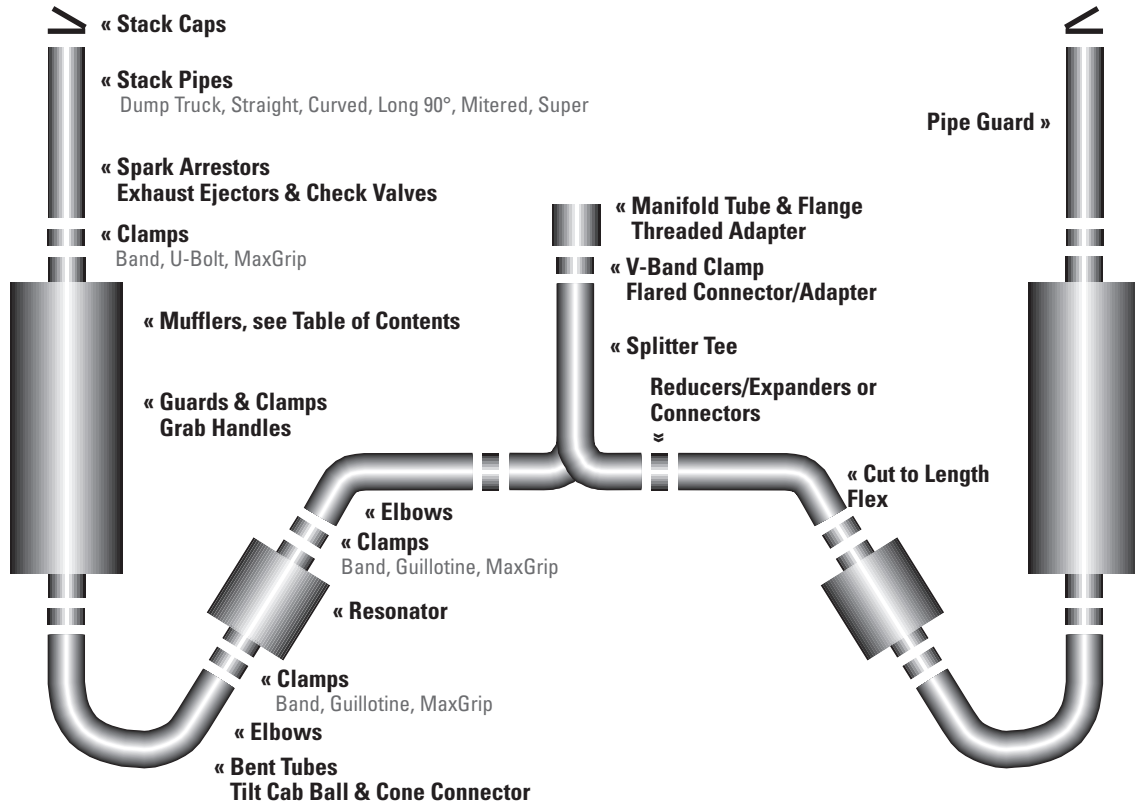 « Stack Caps
« Stack Pipes
Dump Truck, Straight, Curved, Long 90°, Mitered, Super
Pipe Guard »
« Spark Arrestors
Exhaust Ejectors & Check Valves
« Manifold Tube & Flange
Threaded Adapter
« Clamps
Band, U-Bolt, MaxGrip
« V-Band Clamp
Flared Connector/Adapter
« Mufflers, see Table of Contents
« Splitter Tee
Reducers/Expanders or
Connectors
»
« Guards & Clamps
Grab Handles
« Cut to Length
Flex
« Elbows
« Clamps
Band, Guillotine, MaxGrip
« Resonator
« Clamps
Band, Guillotine, MaxGrip
« Elbows
« Bent Tubes
Tilt Cab Ball & Cone Connector